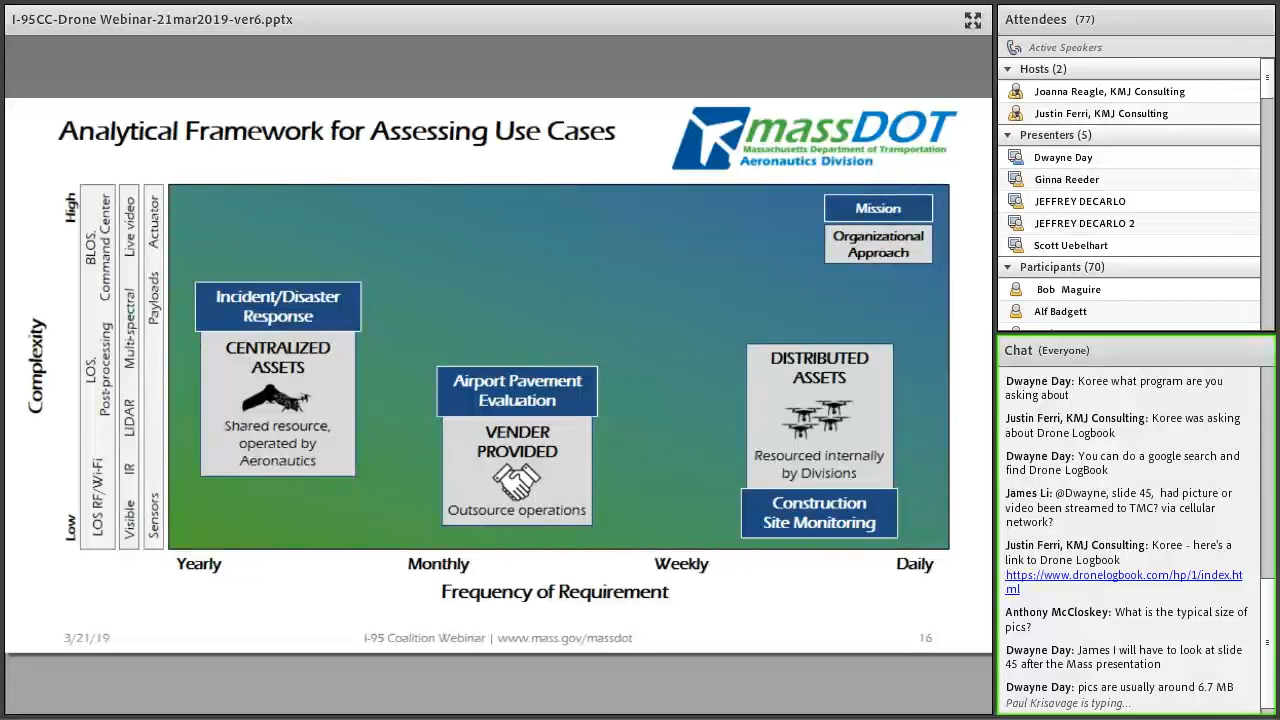 I-95CC-Drone Webinar-21mar2019-ver6.pptx
Analytical Framework for Assessing Use Cases
massDOT
Massachusetts Department of Transportation
Aeronautics Division
Complexity
High
Low
BLOS,
Command Center
LOS,
Post-processing
LOS RF/Wi-Fi
Live video
Multi-spectral
LIDAR
IR
Visible
Actuator
Payloads
Sensors
Mission
Organizational
Approach
Incident/Disaster
Response
CENTRALIZED
ASSETS
Shared resource,
operated by
Aeronautics
Airport Pavement
Evaluation
VENDER
PROVIDED
Outsource operations
DISTRIBUTED
ASSETS
Resourced internally
by Divisions
Construction
Site Monitoring
Yearly
Monthly
Weekly
Daily
Frequency of Requirement
3/21/19
I-95 Coalition Webinar | www.mass.gov/massdot
16
Attendees (77)
Active Speakers
Hosts (2)
Joanna Reagle, KMJ Consulting
Justin Ferri, KMJ Consulting
Presenters (5)
Dwayne Day
Ginna Reeder
JEFFREY DECARLO
JEFFREY DECARLO 2
Scott Uebelhart
Participants (70)
Bob Maguire
Alf Badgett
Chat (Everyone)
Dwayne Day: Koree what program are you
asking about
Justin Ferri, KMJ Consulting: Koree was asking
about Drone Logbook
Dwayne Day: You can do a google search and
find Drone LogBook
James Li: @Dwayne, slide 45, had picture or
video been streamed to TMC? via cellular
network?
Justin Ferri, KMJ Consulting: Koree - here's a
link to Drone Logbook
https://www.dronelogbook.com/hp/1/index.ht
ml
Anthony McCloskey: What is the typical size of
pics?
Dwayne Day: James I will have to look at slide
45 after the Mass presentation
Dwayne Day: pics are usually around 6.7 MB
Paul Krisavage is typing...